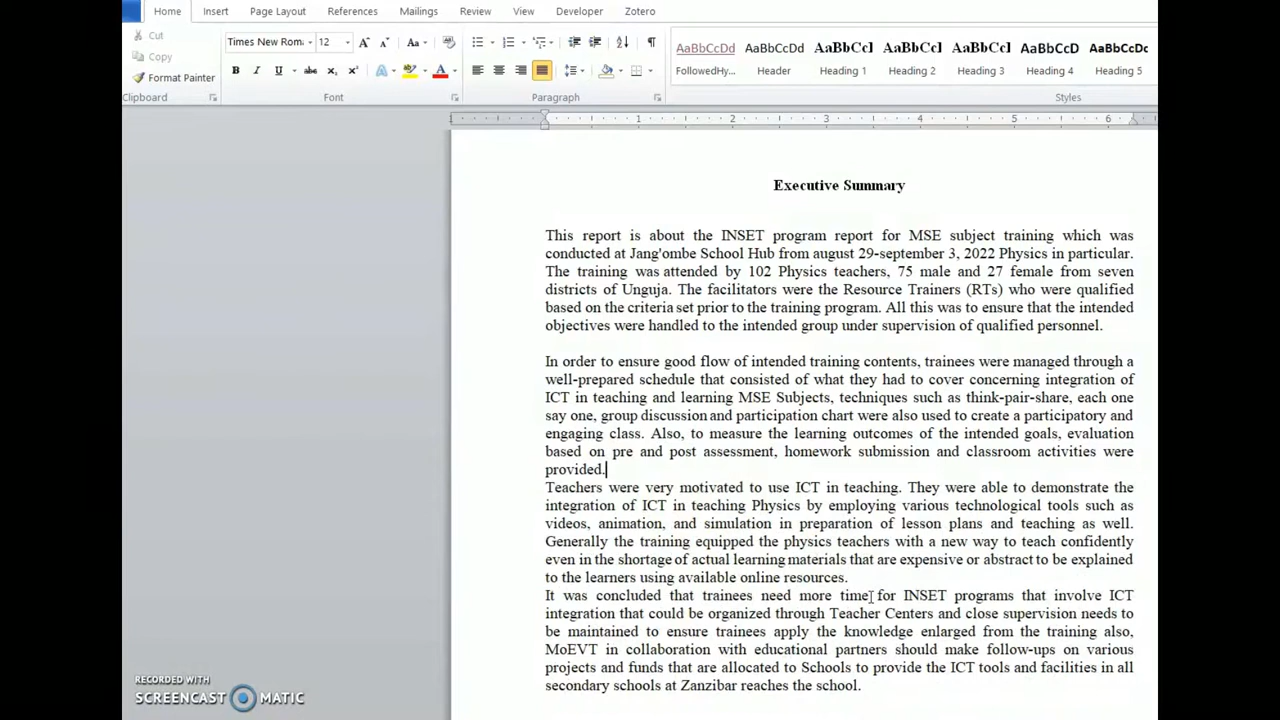 Home Insert Page Layout References Mailings Review View Developer Zotero
Cut
Copy
Format Painter
Times New Roma 12 Aa
B I U abc x₂ x² A A
AaBbCcDd AaBbCcDd AaBbCcI AaBbCcI AaBbCcI AaBbCcD AaBbCcDd
FollowedHy... Header Heading 1 Heading 2 Heading 3 Heading 4 Heading 5
Clipboard Font Paragraph Styles
1 1 2 3 4 5 6
Executive Summary
This report is about the INSET program report for MSE subject training which was
conducted at Jang'ombe School Hub from august 29-september 3, 2022 Physics in particular.
The training was attended by 102 Physics teachers, 75 male and 27 female from seven
districts of Unguja. The facilitators were the Resource Trainers (RTs) who were qualified
based on the criteria set prior to the training program. All this was to ensure that the intended
objectives were handled to the intended group under supervision of qualified personnel.
In order to ensure good flow of intended training contents, trainees were managed through a
well-prepared schedule that consisted of what they had to cover concerning integration of
ICT in teaching and learning MSE Subjects, techniques such as think-pair-share, each one
say one, group discussion and participation chart were also used to create a participatory and
engaging class. Also, to measure the learning outcomes of the intended goals, evaluation
based on pre and post assessment, homework submission and classroom activities were
provided.
Teachers were very motivated to use ICT in teaching. They were able to demonstrate the
integration of ICT in teaching Physics by employing various technological tools such as
videos, animation, and simulation in preparation of lesson plans and teaching as well.
Generally the training equipped the physics teachers with a new way to teach confidently
even in the shortage of actual learning materials that are expensive or abstract to be explained
to the learners using available online resources.
It was concluded that trainees need more time for INSET programs that involve ICT
integration that could be organized through Teacher Centers and close supervision needs to
be maintained to ensure trainees apply the knowledge enlarged from the training also,
MoEVT in collaboration with educational partners should make follow-ups on various
projects and funds that are allocated to Schools to provide the ICT tools and facilities in all
secondary schools at Zanzibar reaches the school.
RECORDED WITH
SCREENCAST MATIC